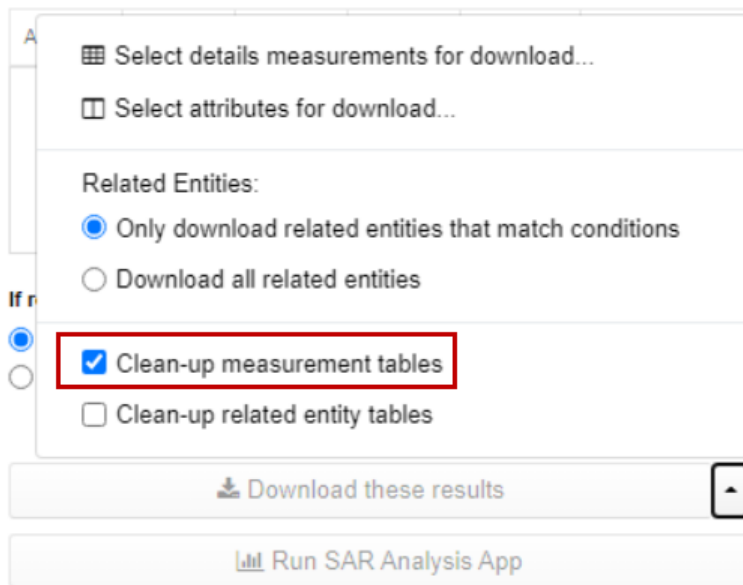 A
Select details measurements for download...
Select attributes for download...
Related Entities:
Only download related entities that match conditions
Download all related entities
If r
Clean-up measurement tables
Clean-up related entity tables
Download these results
Run SAR Analysis App